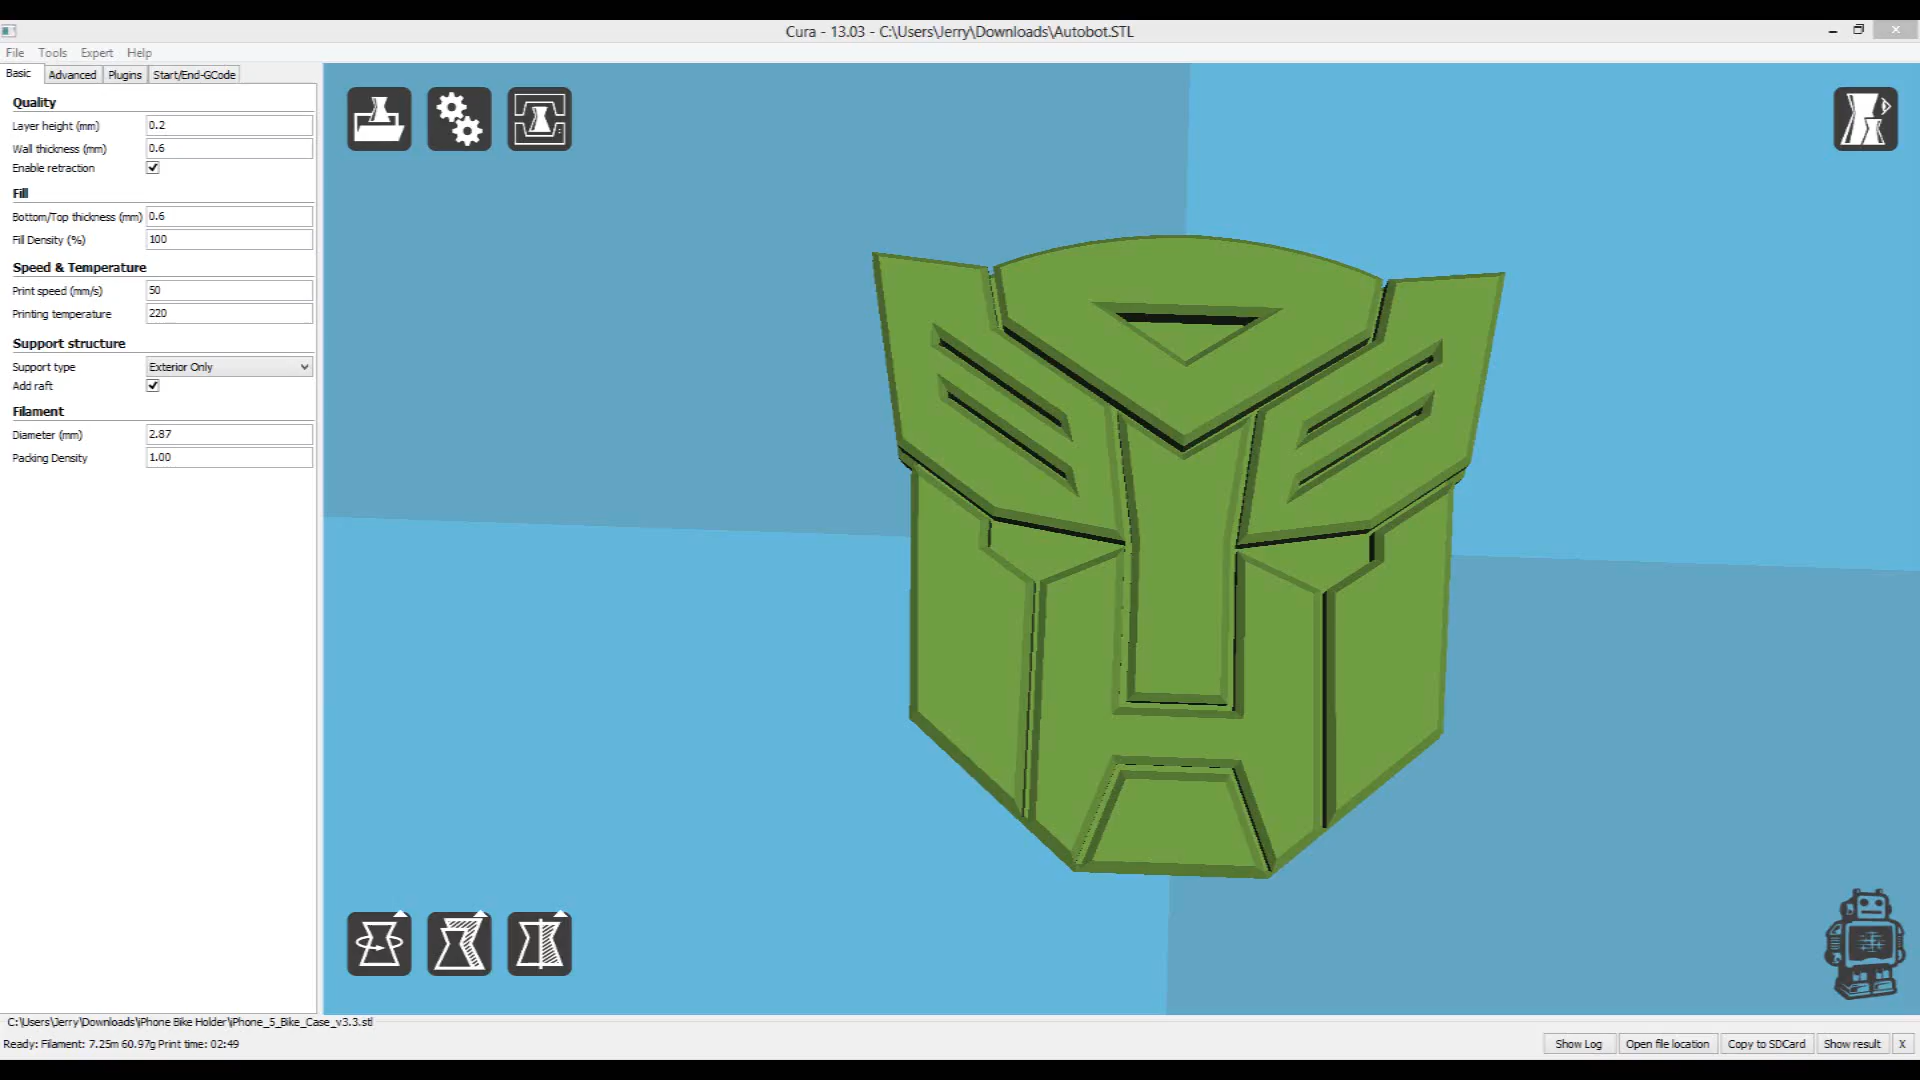 Cura - 13.03 - C:\Users\Jerry\Downloads\Autobot.STL
File Tools Expert Help
Basic Advanced Plugins Start/End-GCode
Quality
Layer height (mm) 0.2
Wall thickness (mm) 0.6
Enable retraction
Fill
Bottom/Top thickness (mm) 0.6
Fill Density (%) 100
Speed & Temperature
Print speed (mm/s) 50
Printing temperature 220
Support structure
Support type Exterior Only
Add raft
Filament
Diameter (mm) 2.87
Packing Density 1.00
C:\Users\Jerry\Downloads\iPhone Bike Holder\iPhone_5_Bike_Case_v3.3.stl
Ready: Filament: 7.25m 60.97g Print time: 02:49
Show Log Open file location Copy to SDCard Show result X